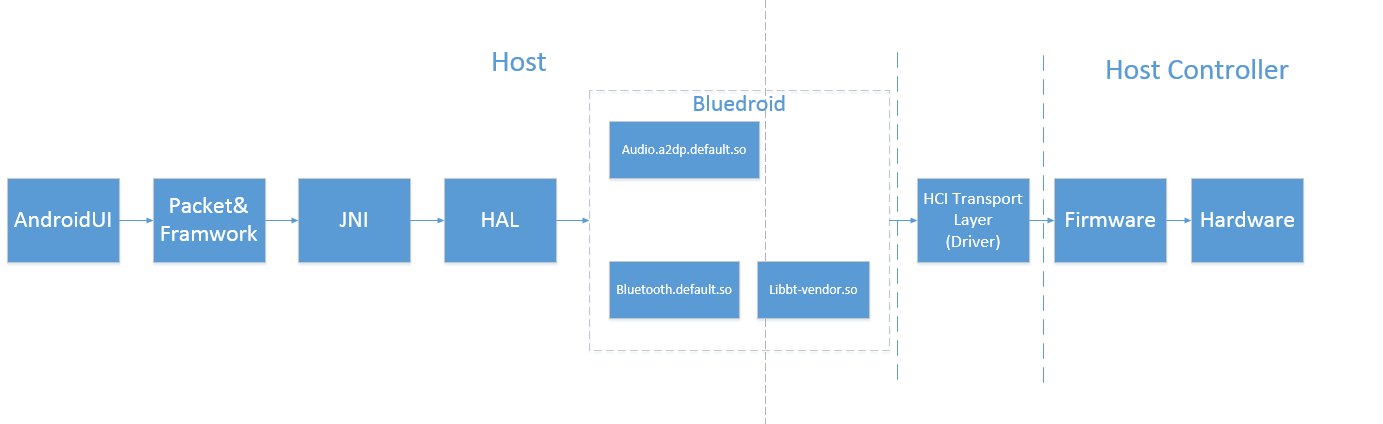 Host
Host Controller
Bluedroid
Audio.a2dp.default.so
AndroidUI
Packet&
Framwork
JNI
HAL
HCI Transport
Layer
(Driver)
Firmware
Hardware
Bluetooth.default.so
Libbt-vendor.so